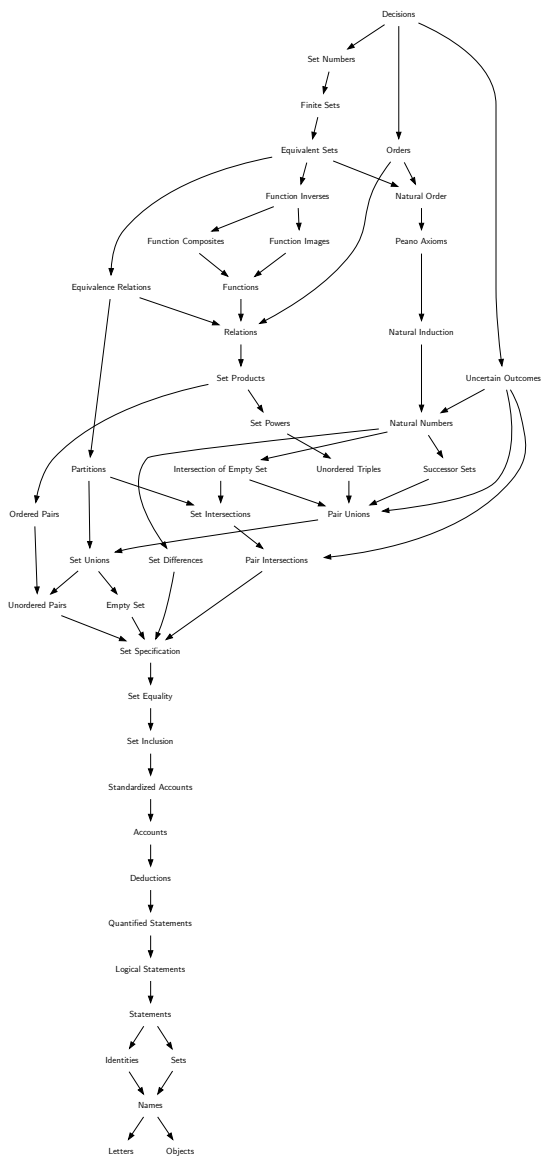 Decisions
Set Numbers
Finite Sets
Equivalent Sets
Orders
Function Inverses
Natural Order
Function Composites
Function Images
Peano Axioms
Equivalence Relations
Functions
Relations
Natural Induction
Set Products
Uncertain Outcomes
Set Powers
Natural Numbers
Partitions
Intersection of Empty Set
Unordered Triples
Successor Sets
Ordered Pairs
Set Intersections
Pair Unions
Set Unions
Set Differences
Pair Intersections
Unordered Pairs
Empty Set
Set Specification
Set Equality
Set Inclusion
Standardized Accounts
Accounts
Deductions
Quantified Statements
Logical Statements
Statements
Identities
Sets
Names
Letters
Objects